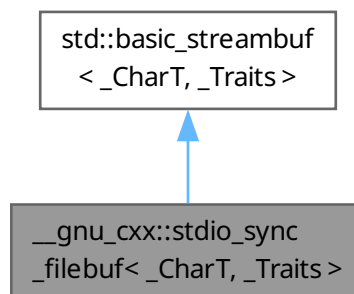 std::basic_streambuf
< _CharT, _Traits >
__gnu_cxx::stdio_sync
_filebuf< _CharT, _Traits >